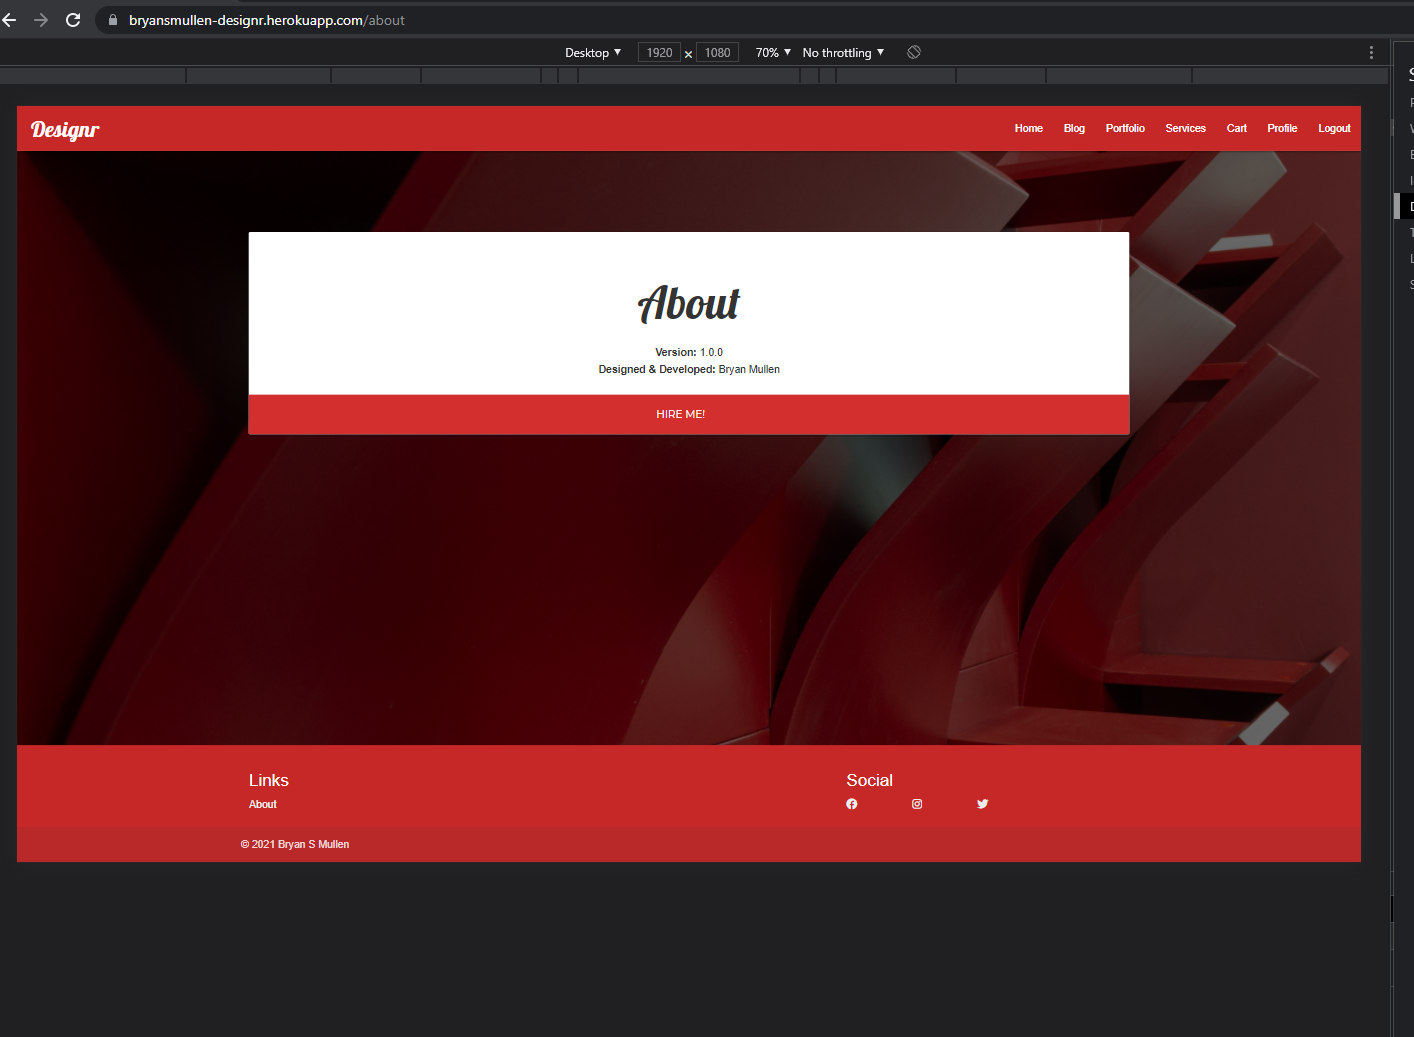 bryansmullen-designr.herokuapp.com/about
Desktop 1920 × 1080 70% No throttling
Designr
Home Blog Portfolio Services Cart Profile Logout
About
Version: 1.0.0
Designed & Developed: Bryan Mullen
HIRE ME!
Links
About
Social
© 2021 Bryan S Mullen